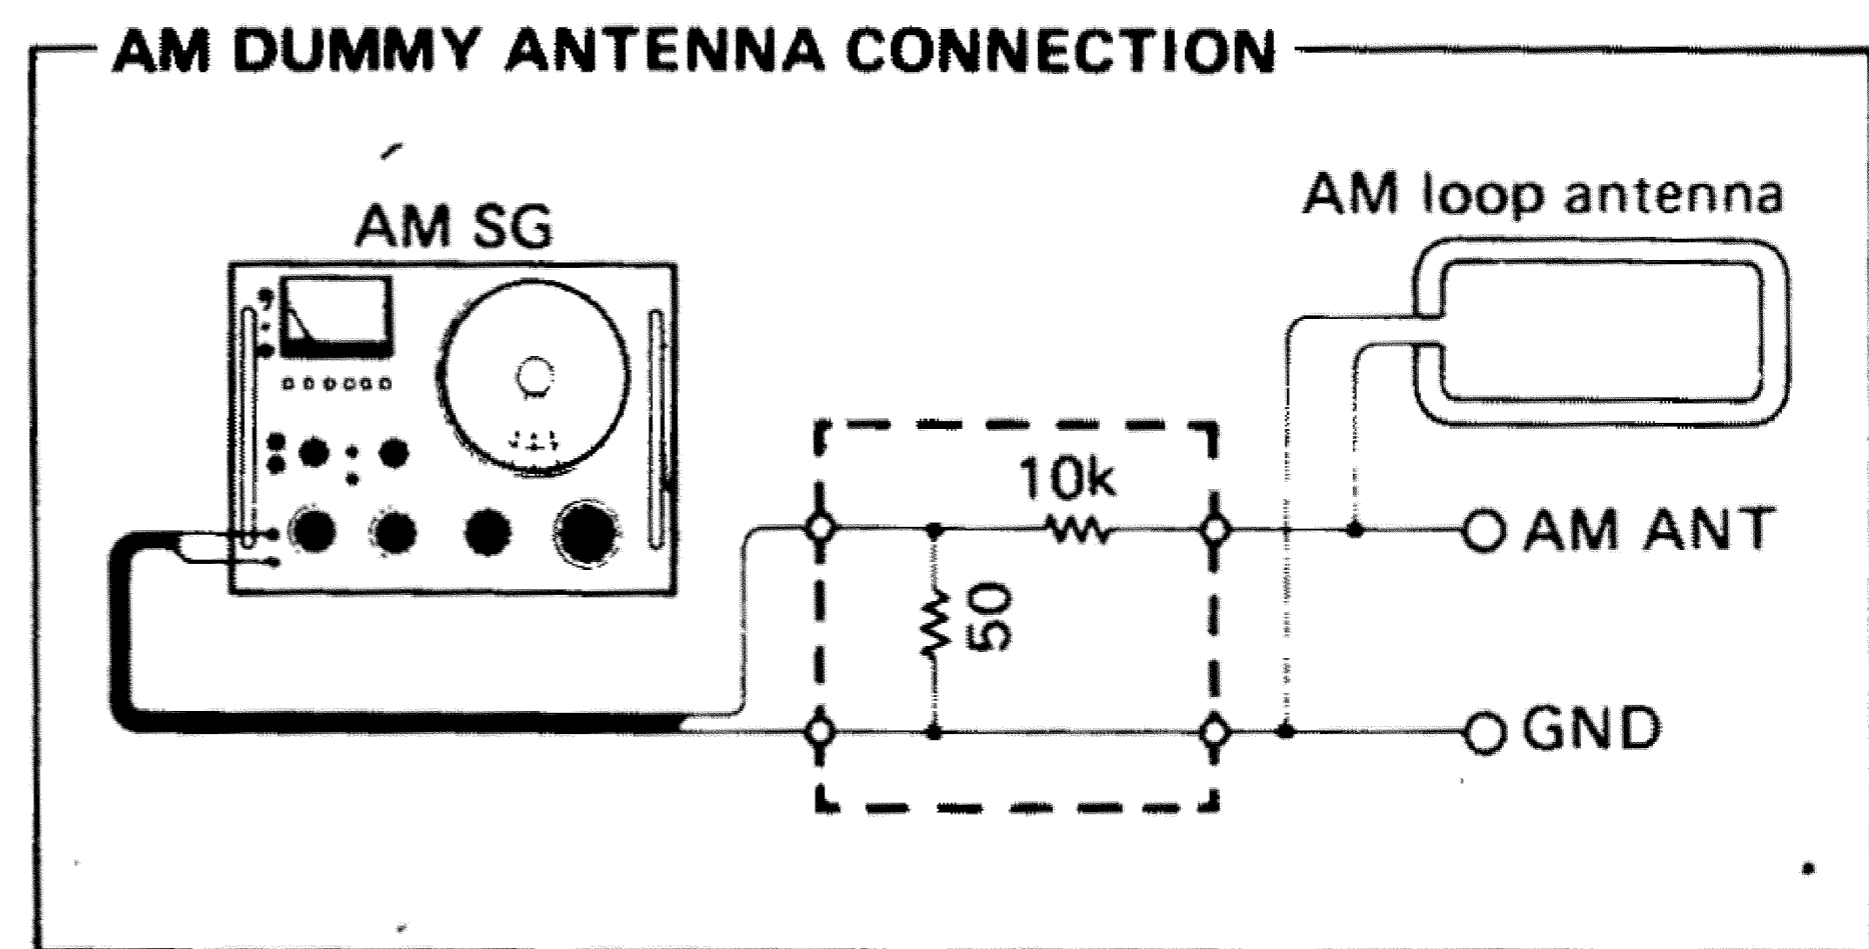 AM DUMMY ANTENNA CONNECTION
AM SG
AM loop antenna
10k
50
AM ANT
GND